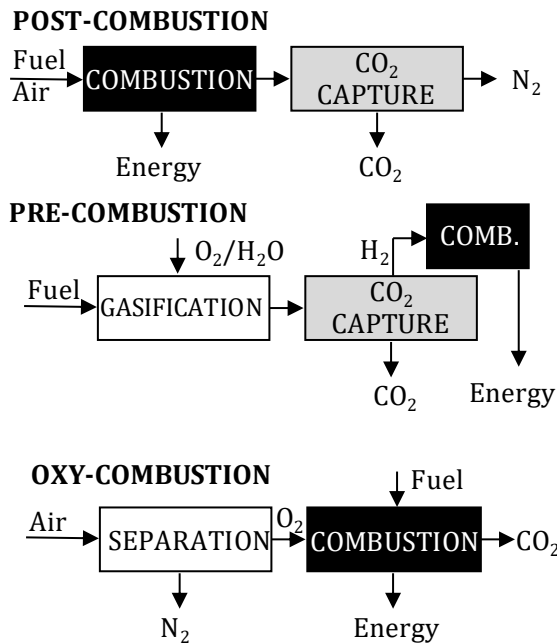 POST-COMBUSTION
Fuel
Air
COMBUSTION
CO₂
CAPTURE
N₂
Energy
CO₂
PRE-COMBUSTION
O₂/H₂O
H₂
COMB.
Fuel
GASIFICATION
CO₂
CAPTURE
CO₂
Energy
OXY-COMBUSTION
Fuel
Air
SEPARATION
O₂
COMBUSTION
CO₂
N₂
Energy